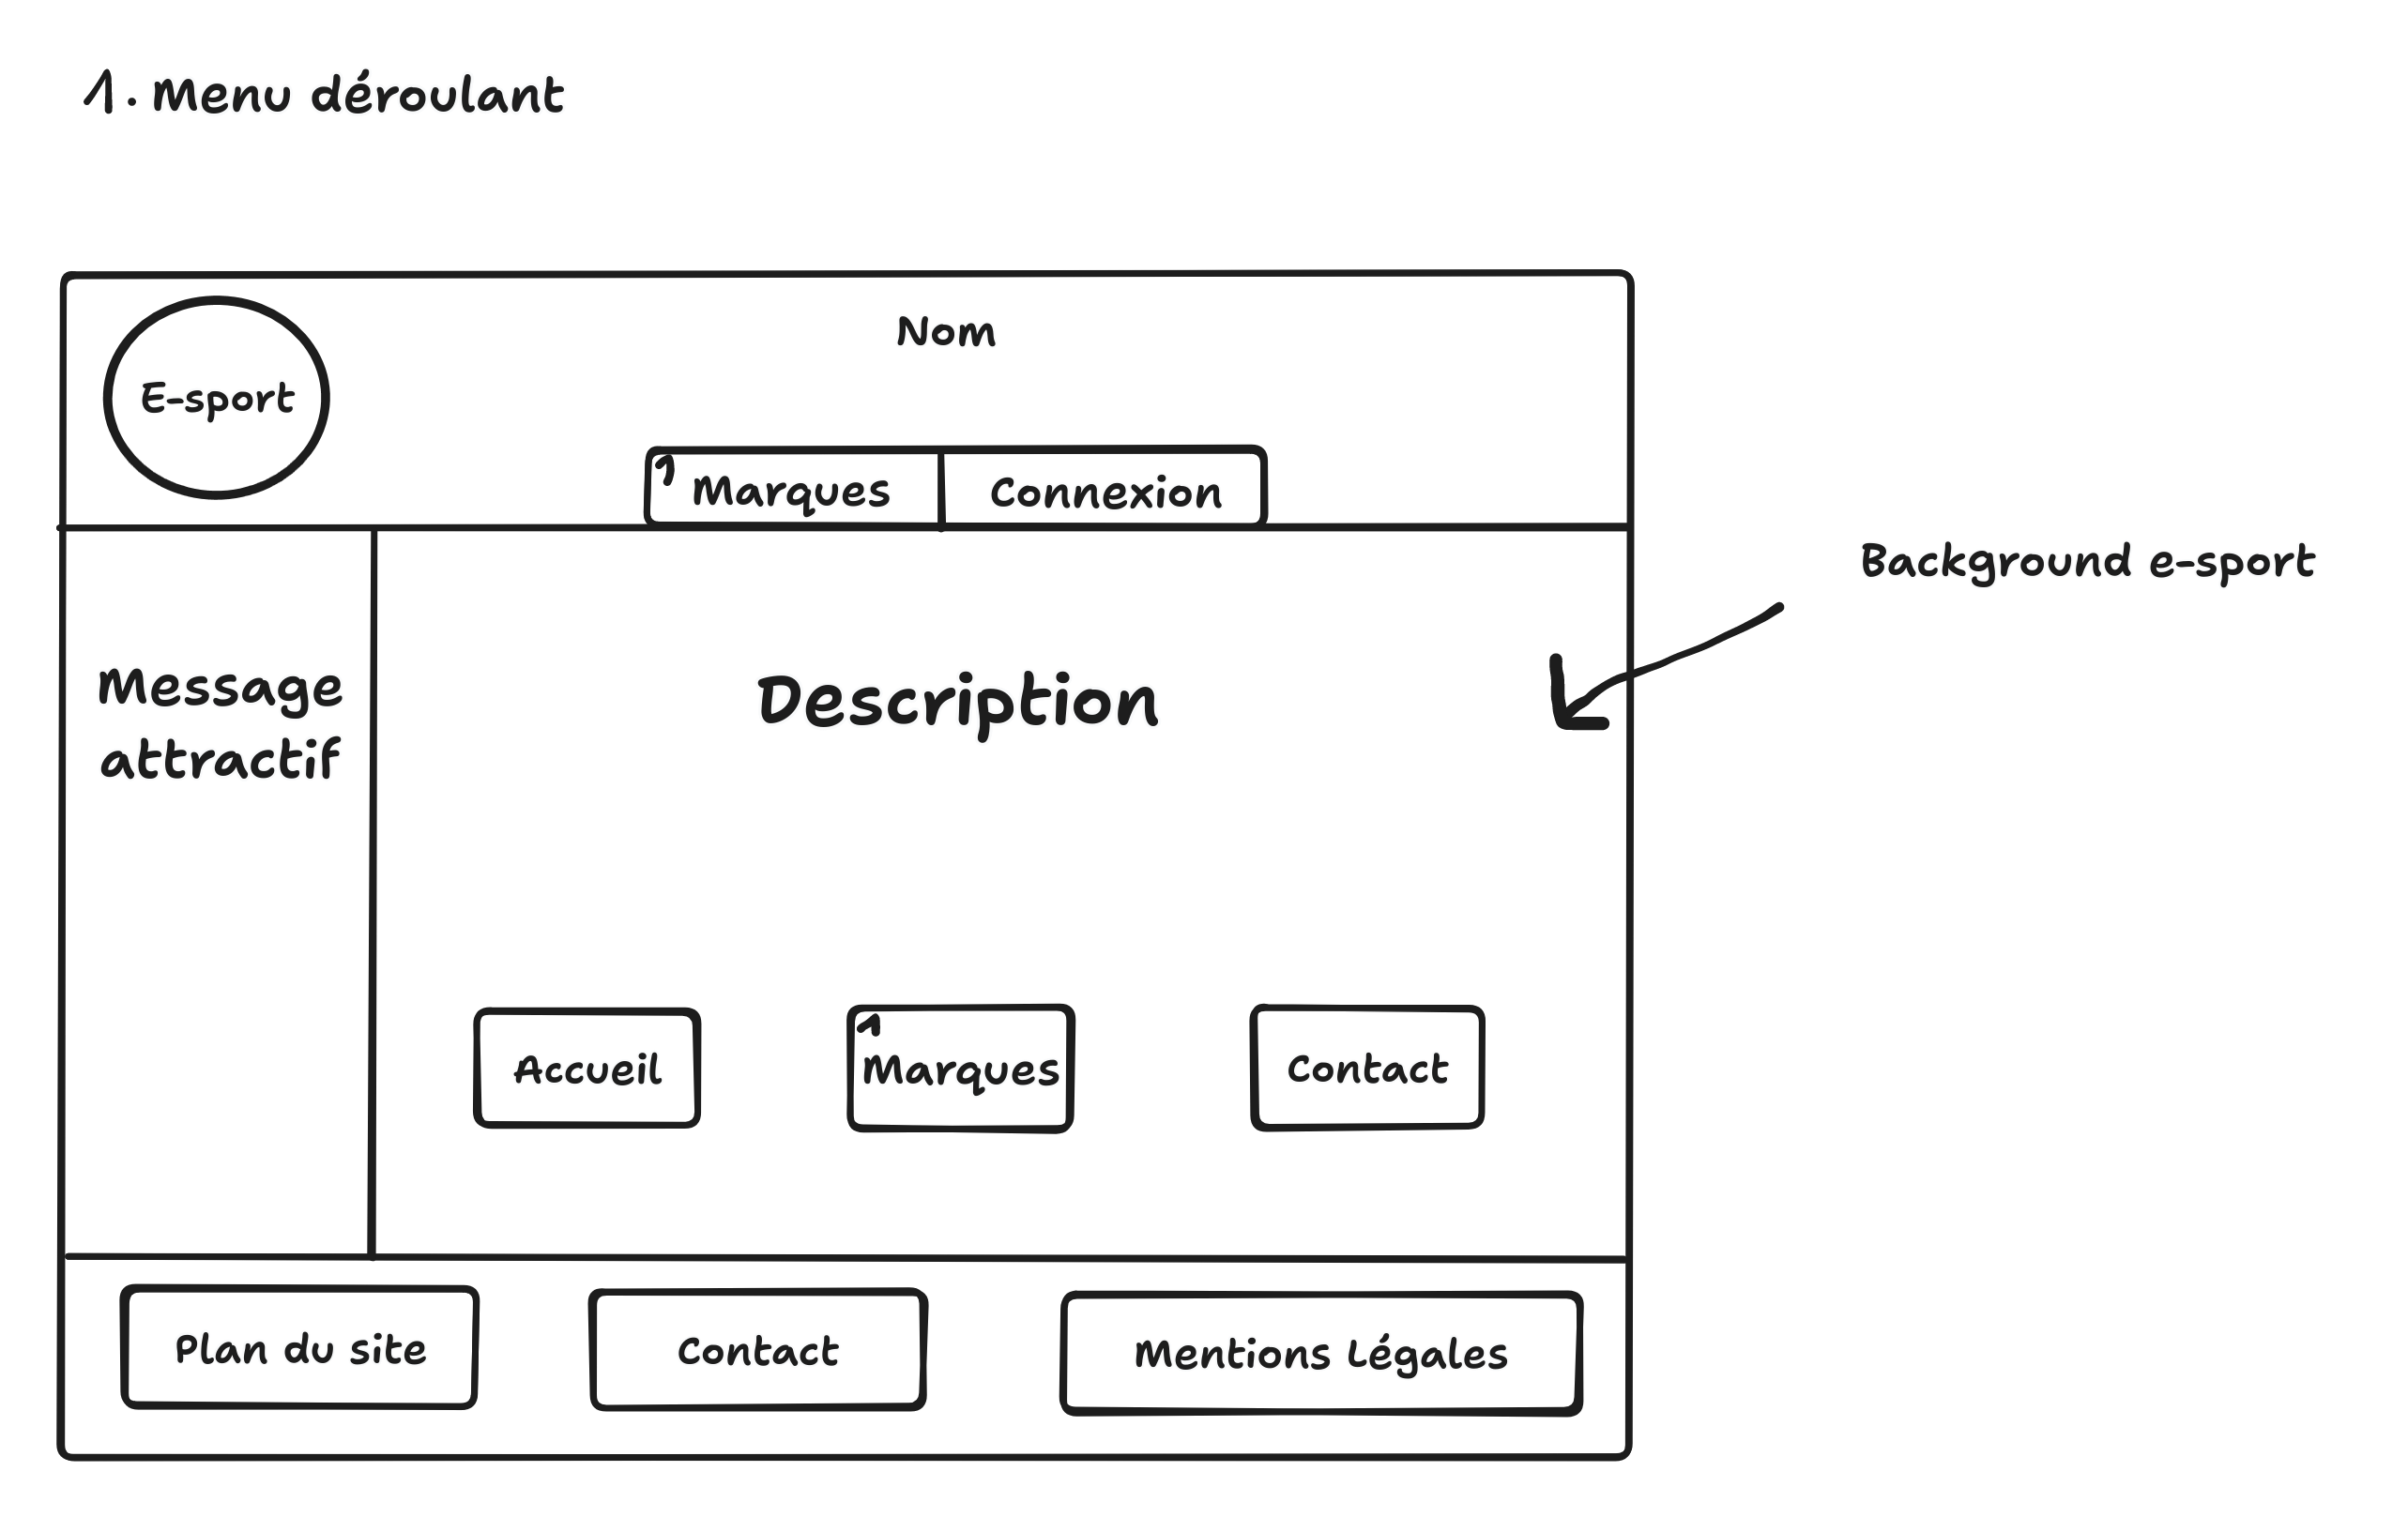 1. Menu déroulant
Nom
E-sport
1 Marques
Connexion
Background e-sport
Message
attractif
Description
Accueil
1
Marques
Contact
Plan du site
Contact
Mentions Légales